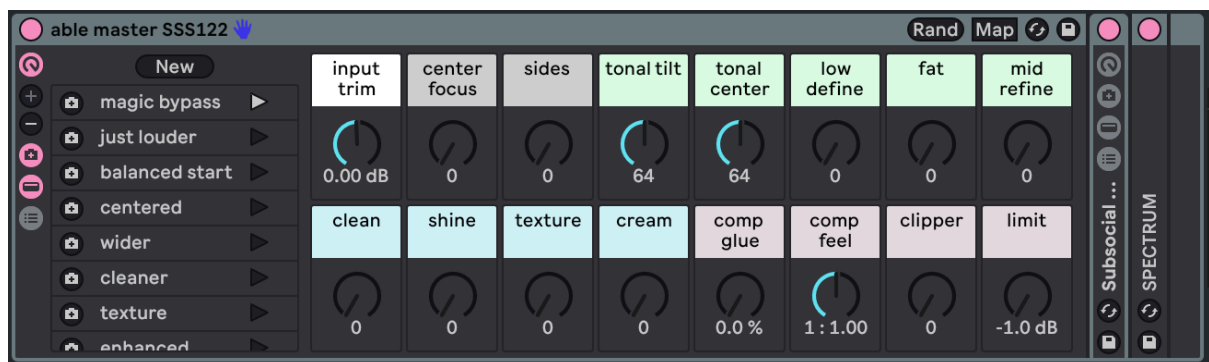 able master SSS122 Rand Map
New
magic bypass
just louder
balanced start
centered
wider
cleaner
texture
enhanced
input trim
center focus
sides
tonal tilt
tonal center
low define
fat
mid refine
0.00 dB
0
0
64
64
0
0
0
clean
shine
texture
cream
comp glue
comp feel
clipper
limit
0
0
0
0
0.0 %
1 : 1.00
0
-1.0 dB
Subsocial ...
SPECTRUM